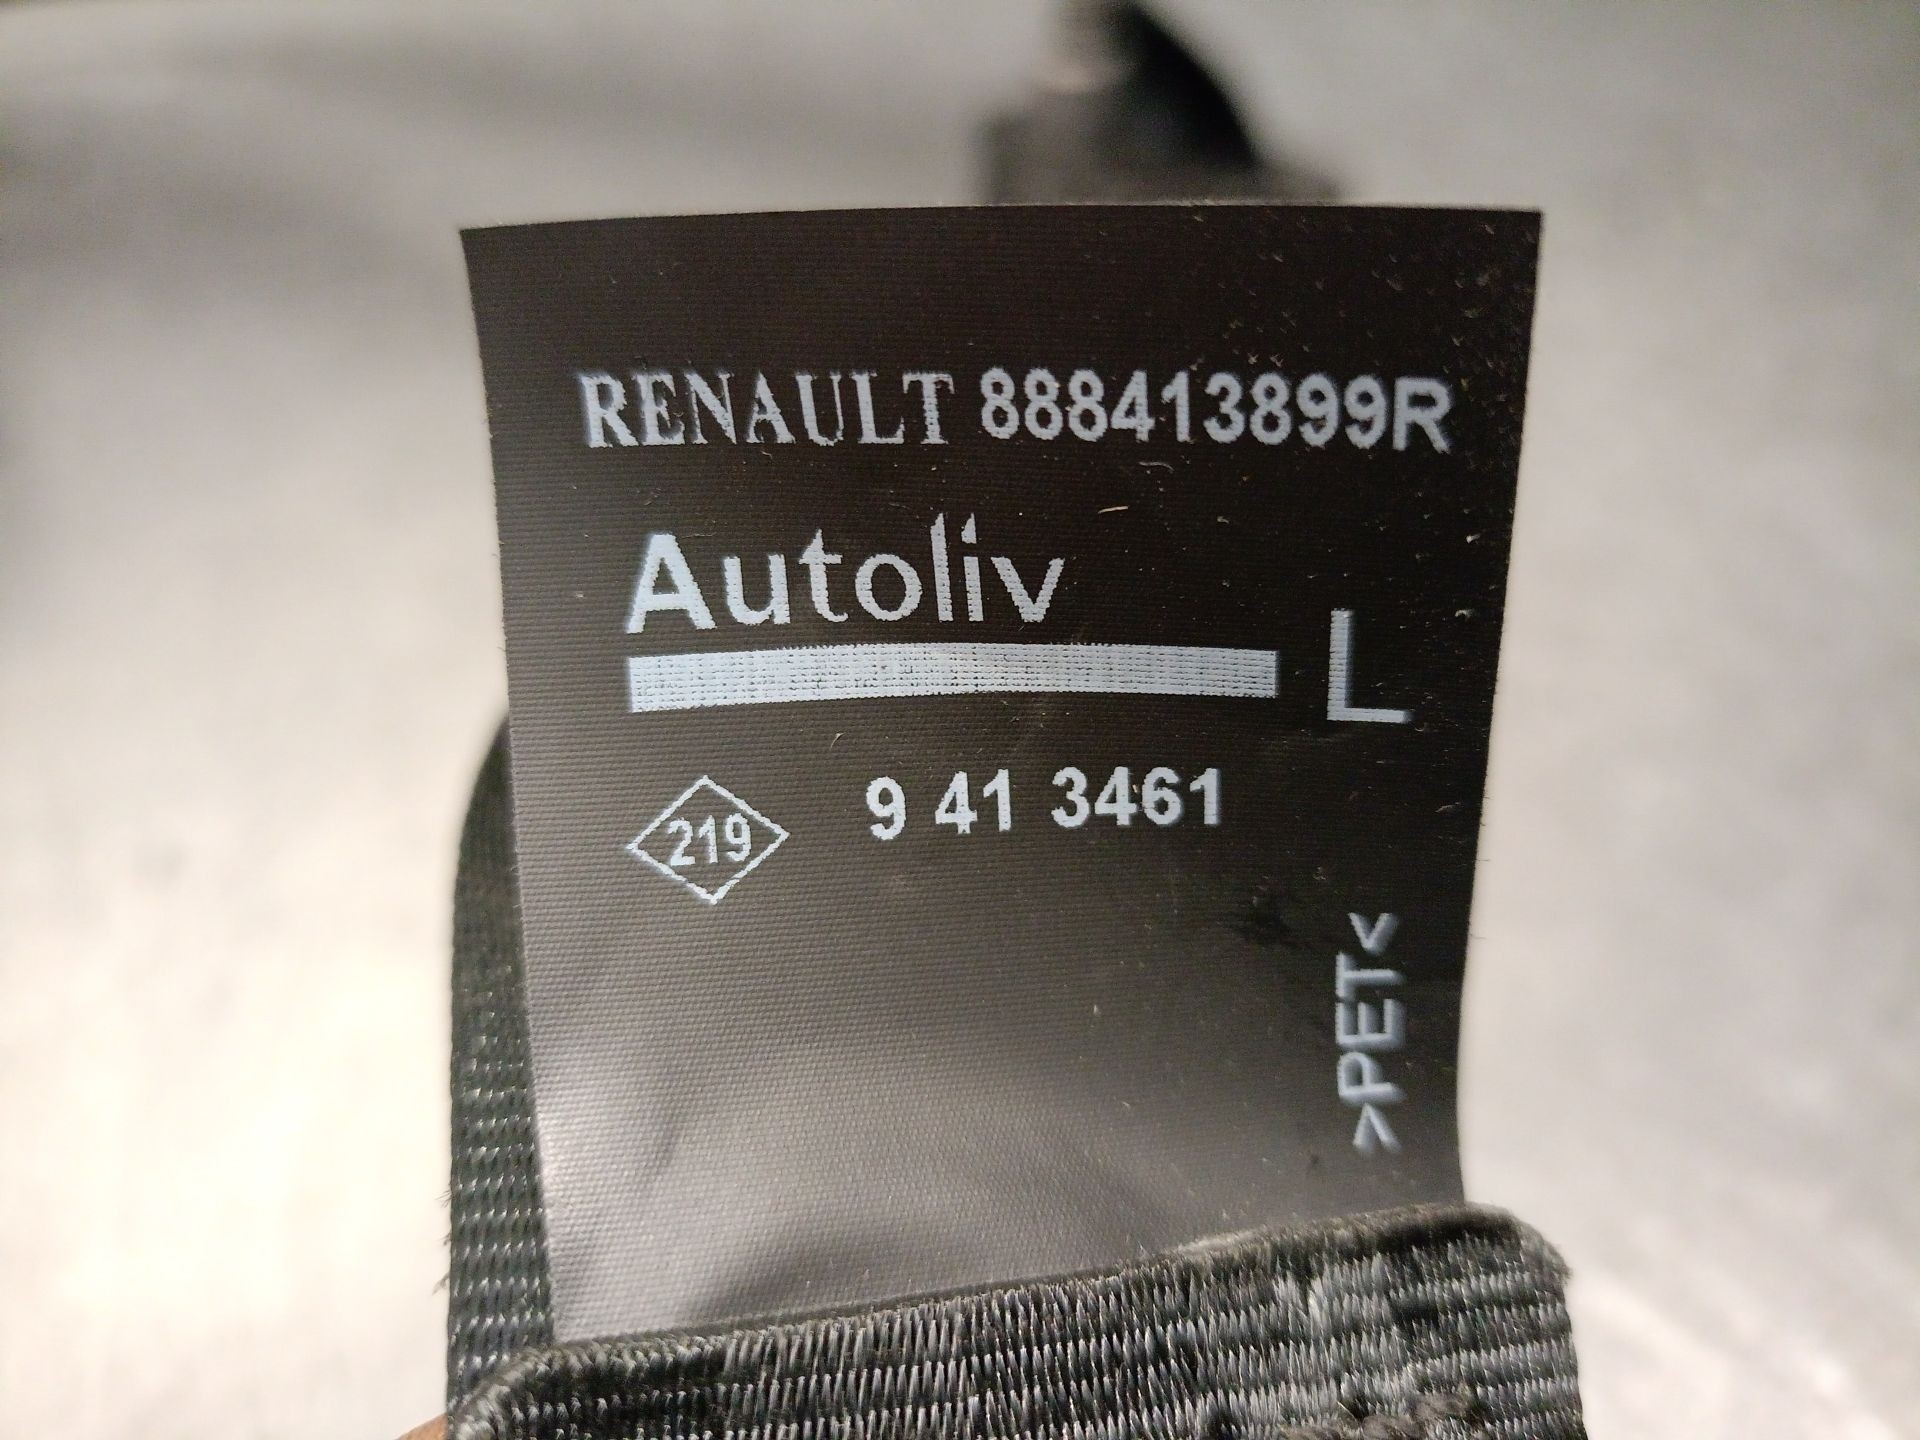 RENAULT 888413899R
Autoliv
L
219 9 41 3461
>PET<